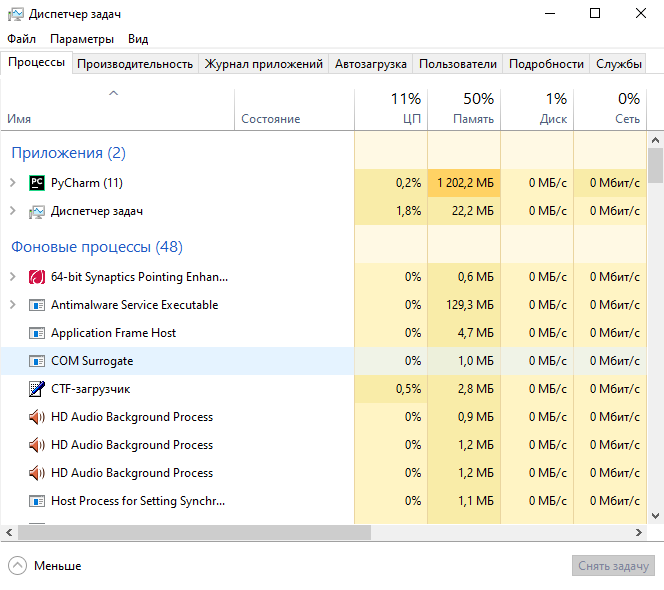 Диспетчер задач
Файл Параметры Вид
Процессы Производительность Журнал приложений Автозагрузка Пользователи Подробности Службы
11% 50% 1% 0%
Имя Состояние ЦП Память Диск Сеть
Приложения (2)
PyCharm (11) 0,2% 1 202,2 МБ 0 МБ/с 0 Мбит/с
Диспетчер задач 1,8% 22,2 МБ 0 МБ/с 0 Мбит/с
Фоновые процессы (48)
64-bit Synaptics Pointing Enhan... 0% 0,6 МБ 0 МБ/с 0 Мбит/с
Antimalware Service Executable 0% 129,3 МБ 0 МБ/с 0 Мбит/с
Application Frame Host 0% 4,7 МБ 0 МБ/с 0 Мбит/с
COM Surrogate 0% 1,0 МБ 0 МБ/с 0 Мбит/с
CTF-загрузчик 0,5% 2,8 МБ 0 МБ/с 0 Мбит/с
HD Audio Background Process 0% 0,9 МБ 0 МБ/с 0 Мбит/с
HD Audio Background Process 0% 1,2 МБ 0 МБ/с 0 Мбит/с
HD Audio Background Process 0% 1,2 МБ 0 МБ/с 0 Мбит/с
Host Process for Setting Synchr... 0% 1,1 МБ 0 МБ/с 0 Мбит/с
Меньше Снять задачу